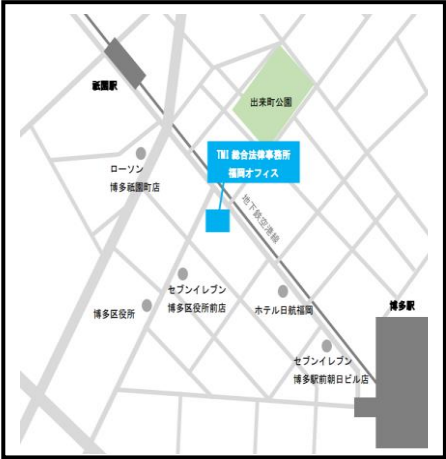 祇園駅
出来町公園
TMI 総合法律事務所
福岡オフィス
ローソン
博多祇園町店
地下鉄空港線
セブンイレブン
博多区役所前店
博多区役所
ホテル日航福岡
博多駅
セブンイレブン
博多駅前朝日ビル店